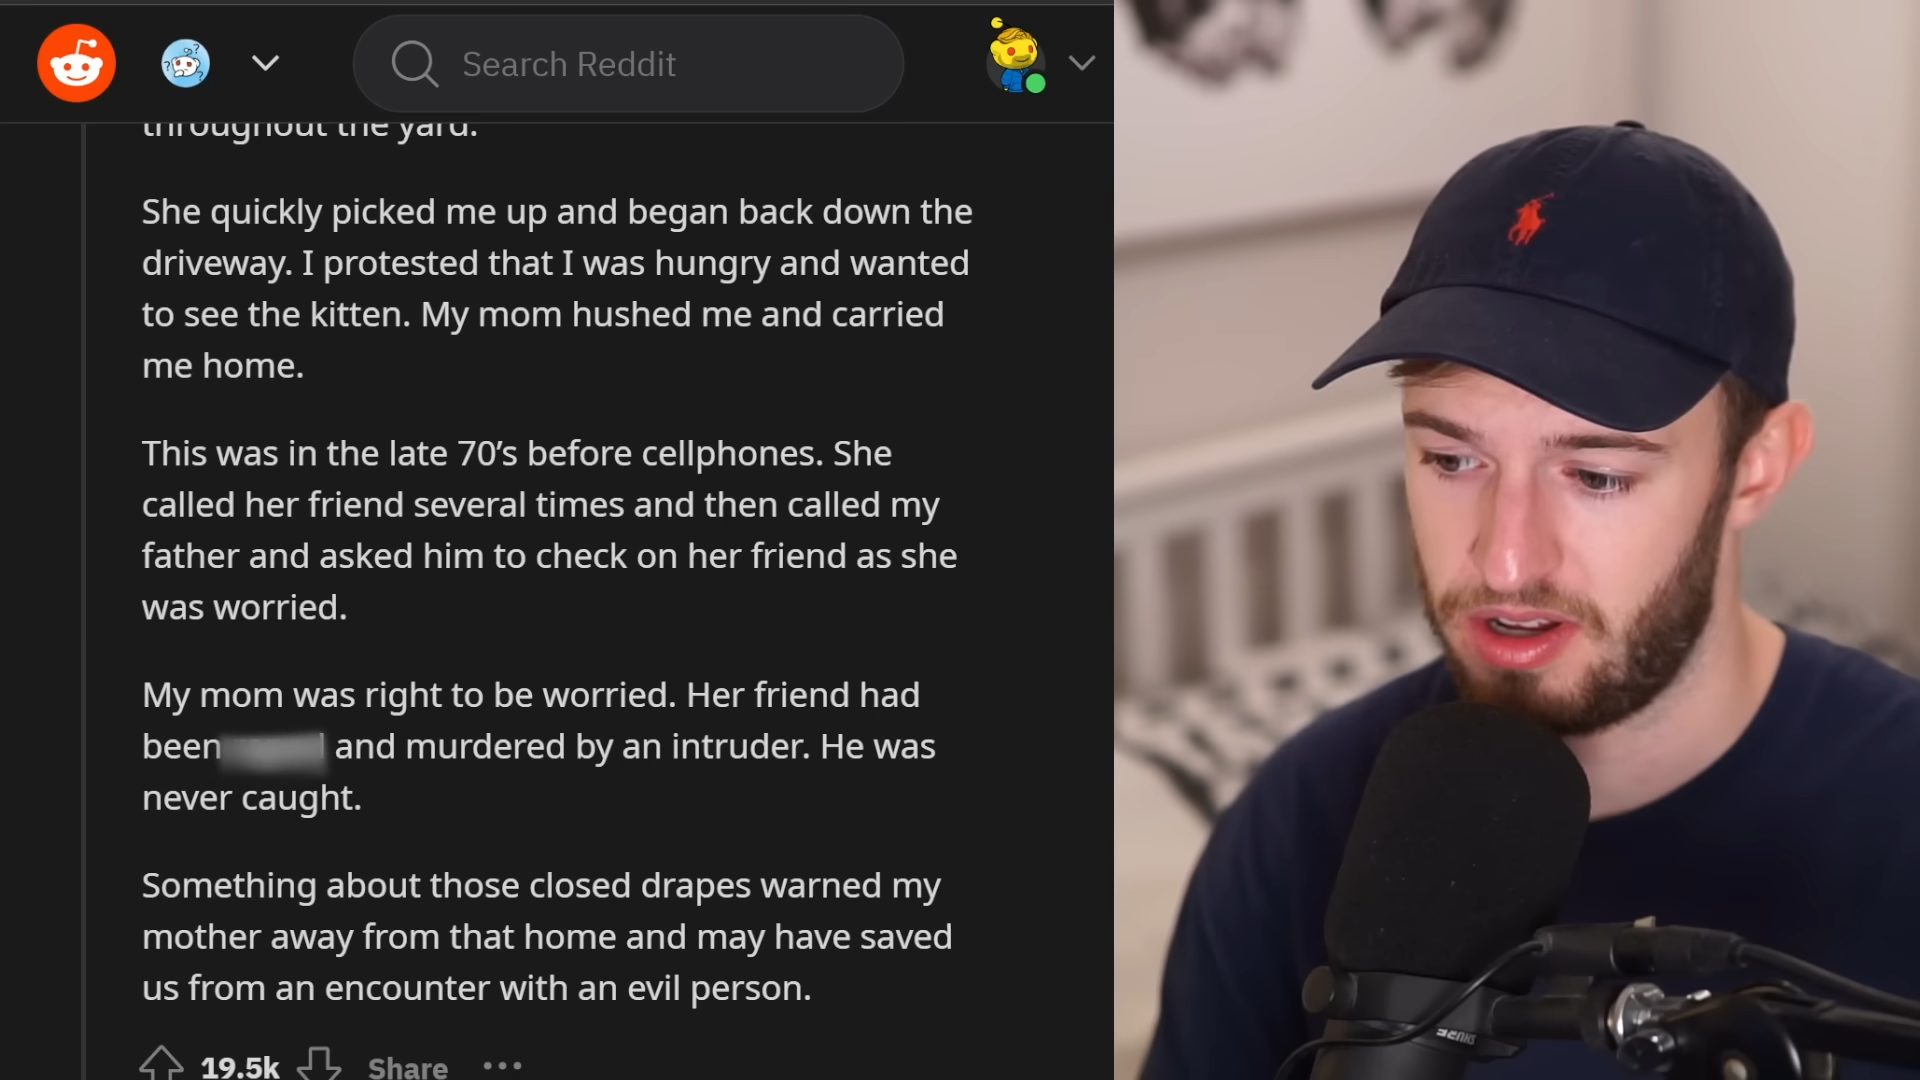 Search Reddit
throughout the yard.
She quickly picked me up and began back down the
driveway. I protested that I was hungry and wanted
to see the kitten. My mom hushed me and carried
me home.
This was in the late 70’s before cellphones. She
called her friend several times and then called my
father and asked him to check on her friend as she
was worried.
My mom was right to be worried. Her friend had
been and murdered by an intruder. He was
never caught.
Something about those closed drapes warned my
mother away from that home and may have saved
us from an encounter with an evil person.
19.5k Share
SHURE